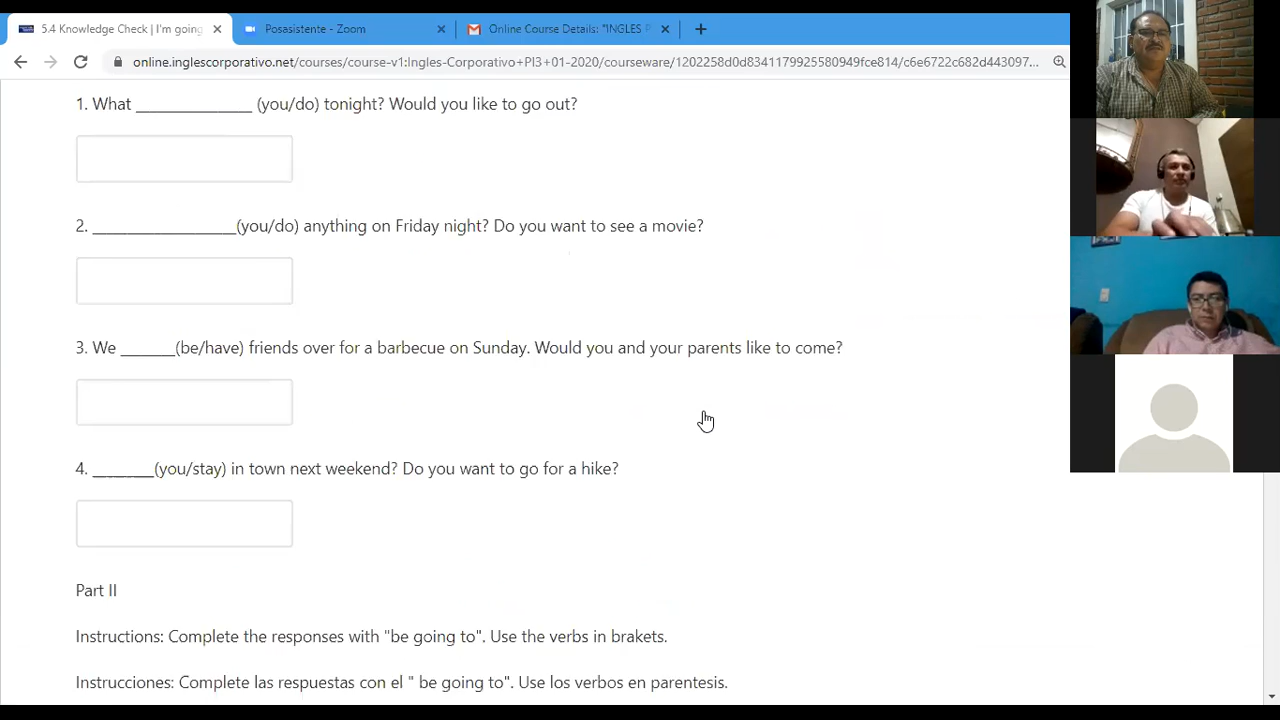 5.4 Knowledge Check | I'm going
Posasistente - Zoom
Online Course Details: "INGLES P
online.inglescorporativo.net/courses/course-v1:Ingles-Corporativo+PI3+01-2020/courseware/1202258d0d8341179925580949fce814/c6e6722c682d443097...
1. What _______________ (you/do) tonight? Would you like to go out?
2. __________________(you/do) anything on Friday night? Do you want to see a movie?
3. We _______(be/have) friends over for a barbecue on Sunday. Would you and your parents like to come?
4. ________(you/stay) in town next weekend? Do you want to go for a hike?
Part II
Instructions: Complete the responses with "be going to". Use the verbs in brakets.
Instrucciones: Complete las respuestas con el " be going to". Use los verbos en parentesis.